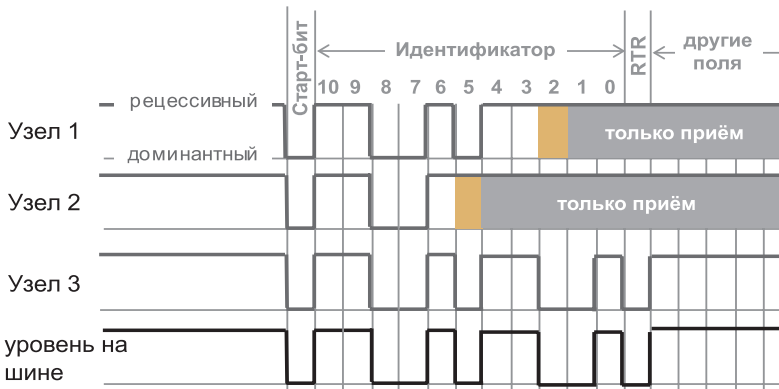 Старт-бит
Идентификатор
RTR
другие
поля
10 9 8 7 6 5 4 3 2 1 0
рецессивный
Узел 1
только приём
доминантный
Узел 2
только приём
Узел 3
уровень на
шине